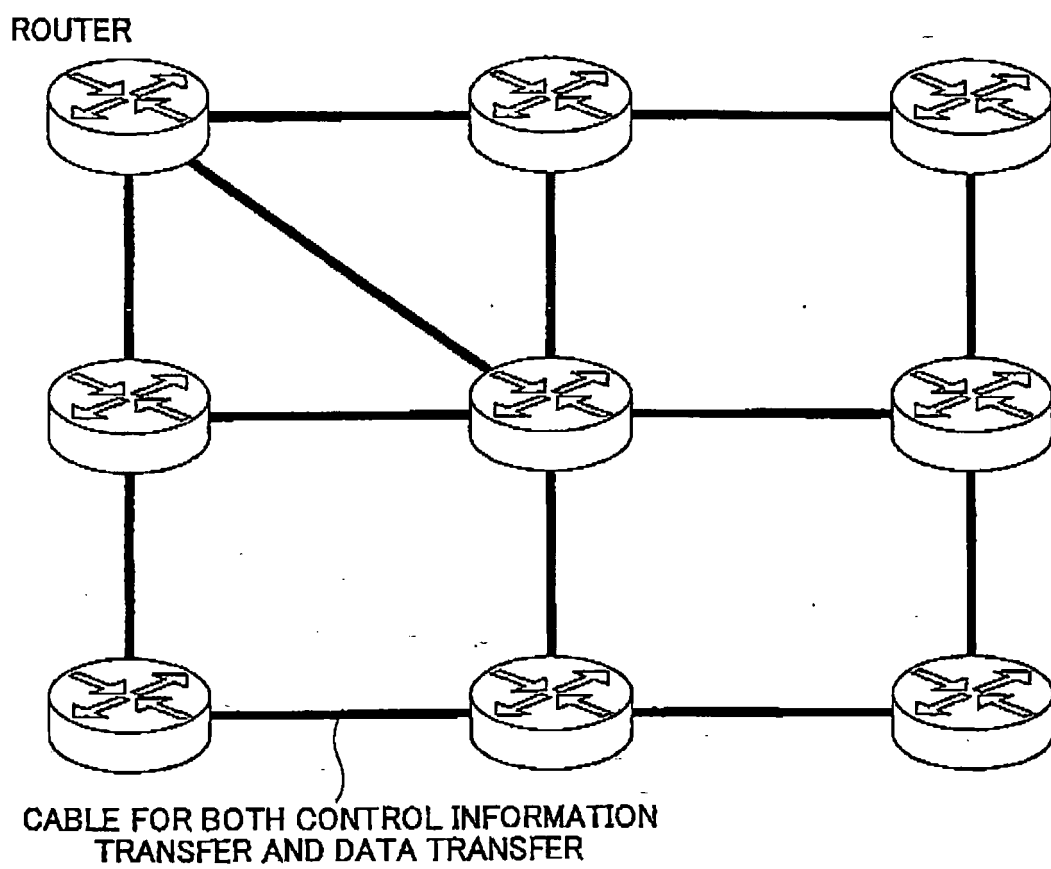 ROUTER
CABLE FOR BOTH CONTROL INFORMATION
TRANSFER AND DATA TRANSFER